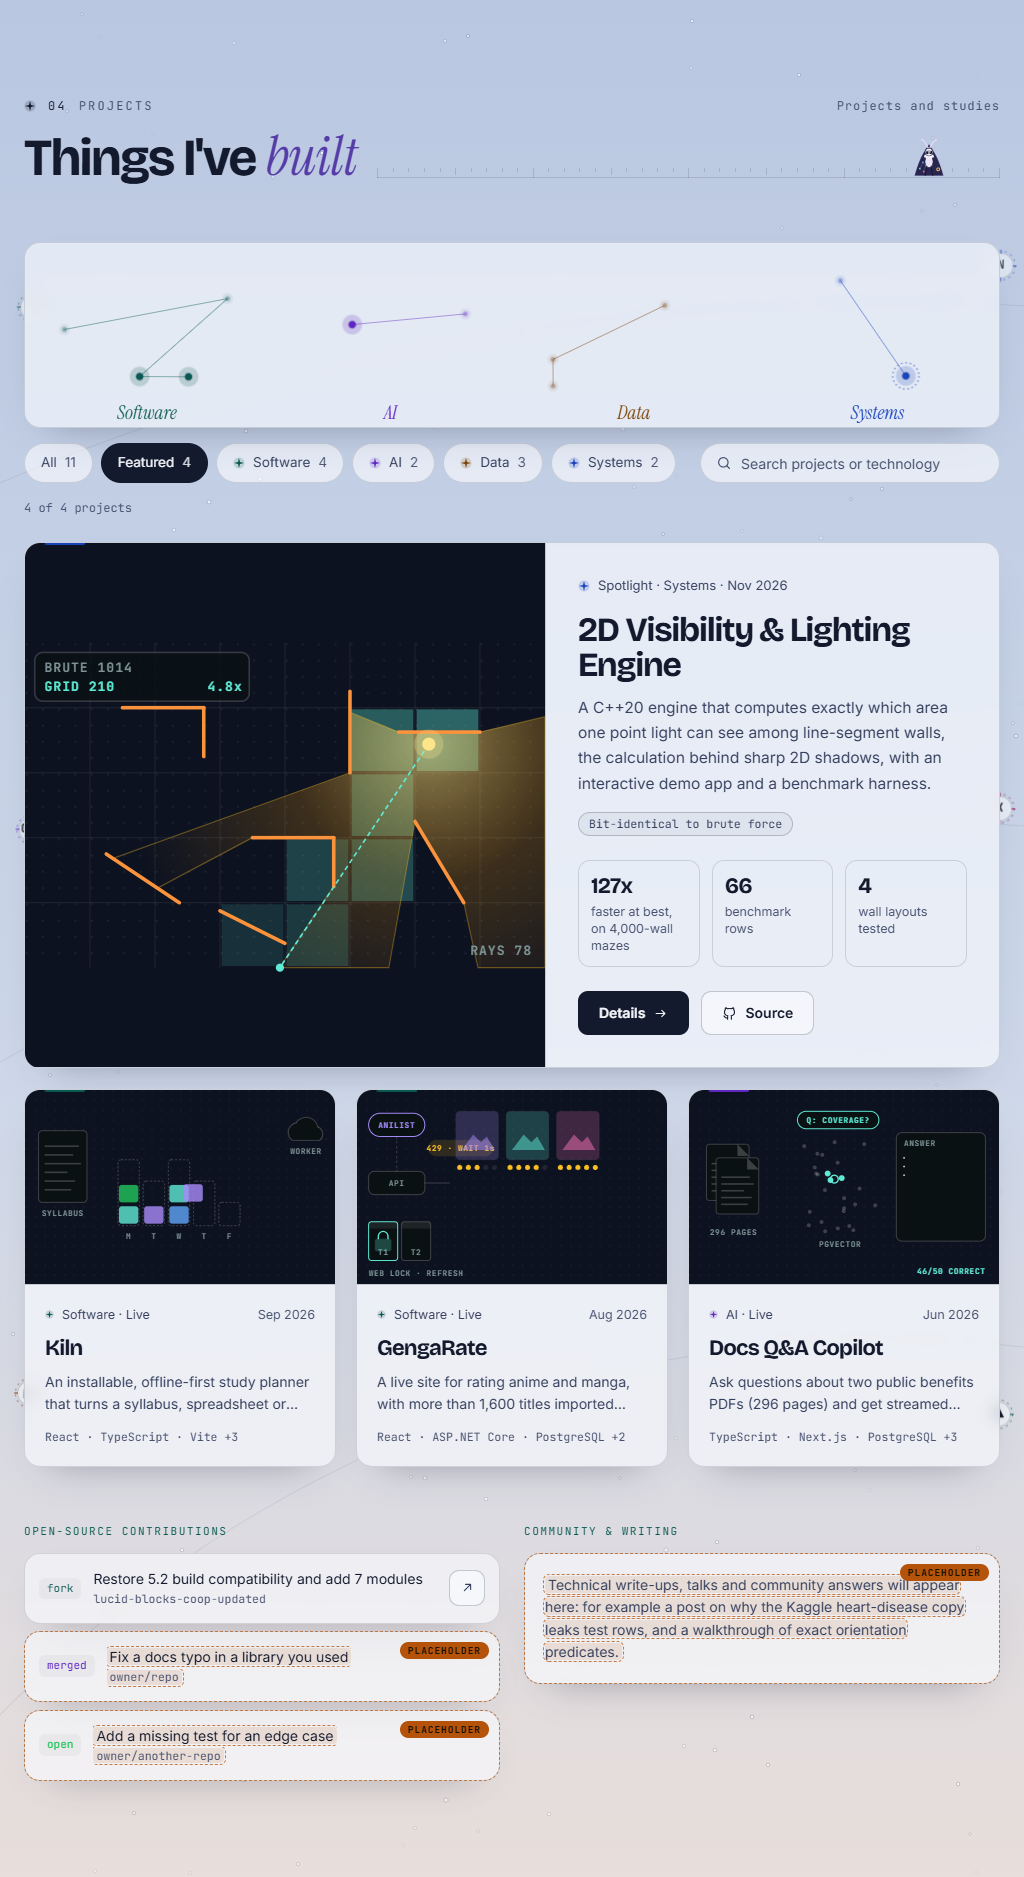 04 PROJECTS
Projects and studies
Things I've built
Software
AI
Data
Systems
All 11
Featured 4
Software 4
AI 2
Data 3
Systems 2
Search projects or technology
4 of 4 projects
BRUTE 1014
GRID 210 4.8x
RAYS 78
Spotlight · Systems · Nov 2026
2D Visibility & Lighting
Engine
A C++20 engine that computes exactly which area
one point light can see among line-segment walls,
the calculation behind sharp 2D shadows, with an
interactive demo app and a benchmark harness.
Bit-identical to brute force
127x
faster at best,
on 4,000-wall
mazes
66
benchmark
rows
4
wall layouts
tested
Details →
Source
SYLLABUS
WORKER
M T W T F
Software · Live
Sep 2026
Kiln
An installable, offline-first study planner
that turns a syllabus, spreadsheet or...
React · TypeScript · Vite +3
ANILIST
429 · WAIT 1s
API
T1 T2
WEB LOCK · REFRESH
Software · Live
Aug 2026
GengaRate
A live site for rating anime and manga,
with more than 1,600 titles imported...
React · ASP.NET Core · PostgreSQL +2
Q: COVERAGE?
ANSWER
296 PAGES
PGVECTOR
46/50 CORRECT
AI · Live
Jun 2026
Docs Q&A Copilot
Ask questions about two public benefits
PDFs (296 pages) and get streamed...
TypeScript · Next.js · PostgreSQL +3
OPEN-SOURCE CONTRIBUTIONS
fork
Restore 5.2 build compatibility and add 7 modules
lucid-blocks-coop-updated
merged
Fix a docs typo in a library you used
owner/repo
PLACEHOLDER
open
Add a missing test for an edge case
owner/another-repo
PLACEHOLDER
COMMUNITY & WRITING
PLACEHOLDER
Technical write-ups, talks and community answers will appear
here: for example a post on why the Kaggle heart-disease copy
leaks test rows, and a walkthrough of exact orientation
predicates.